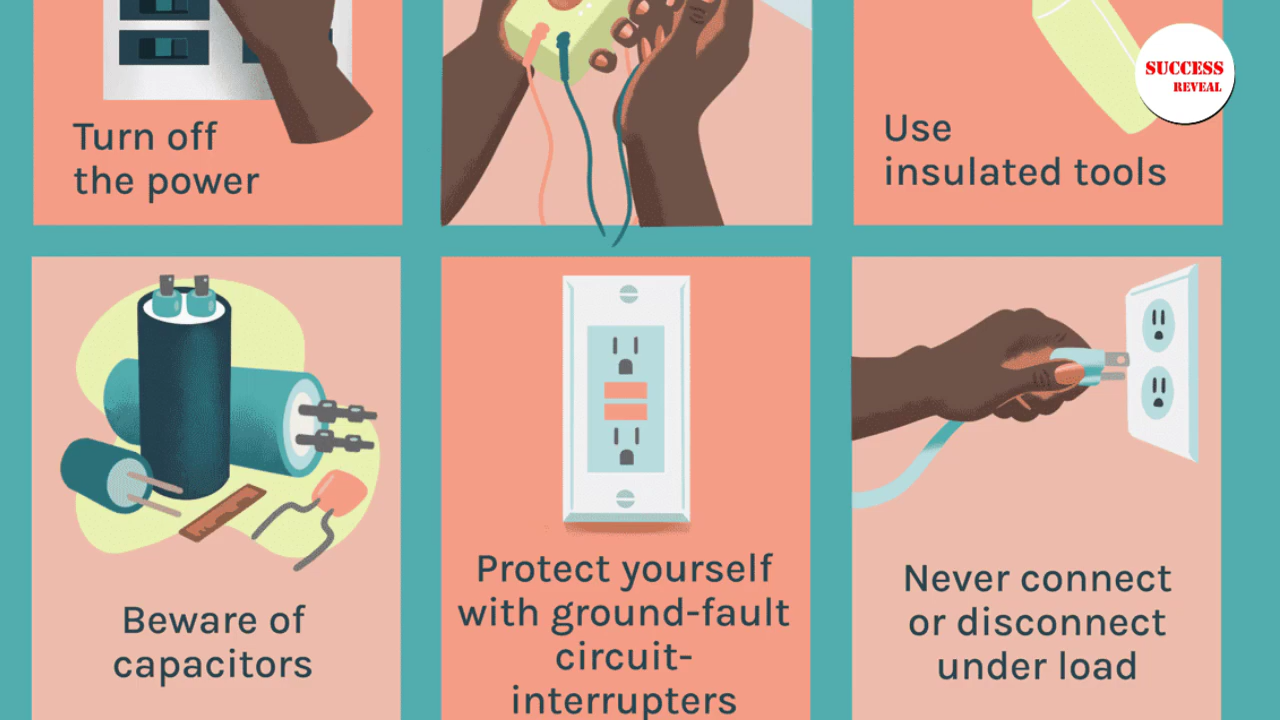 Turn off
the power
Use
insulated tools
SUCCESS
REVEAL
Beware of
capacitors
Protect yourself
with ground-fault
circuit-
interrupters
Never connect
or disconnect
under load